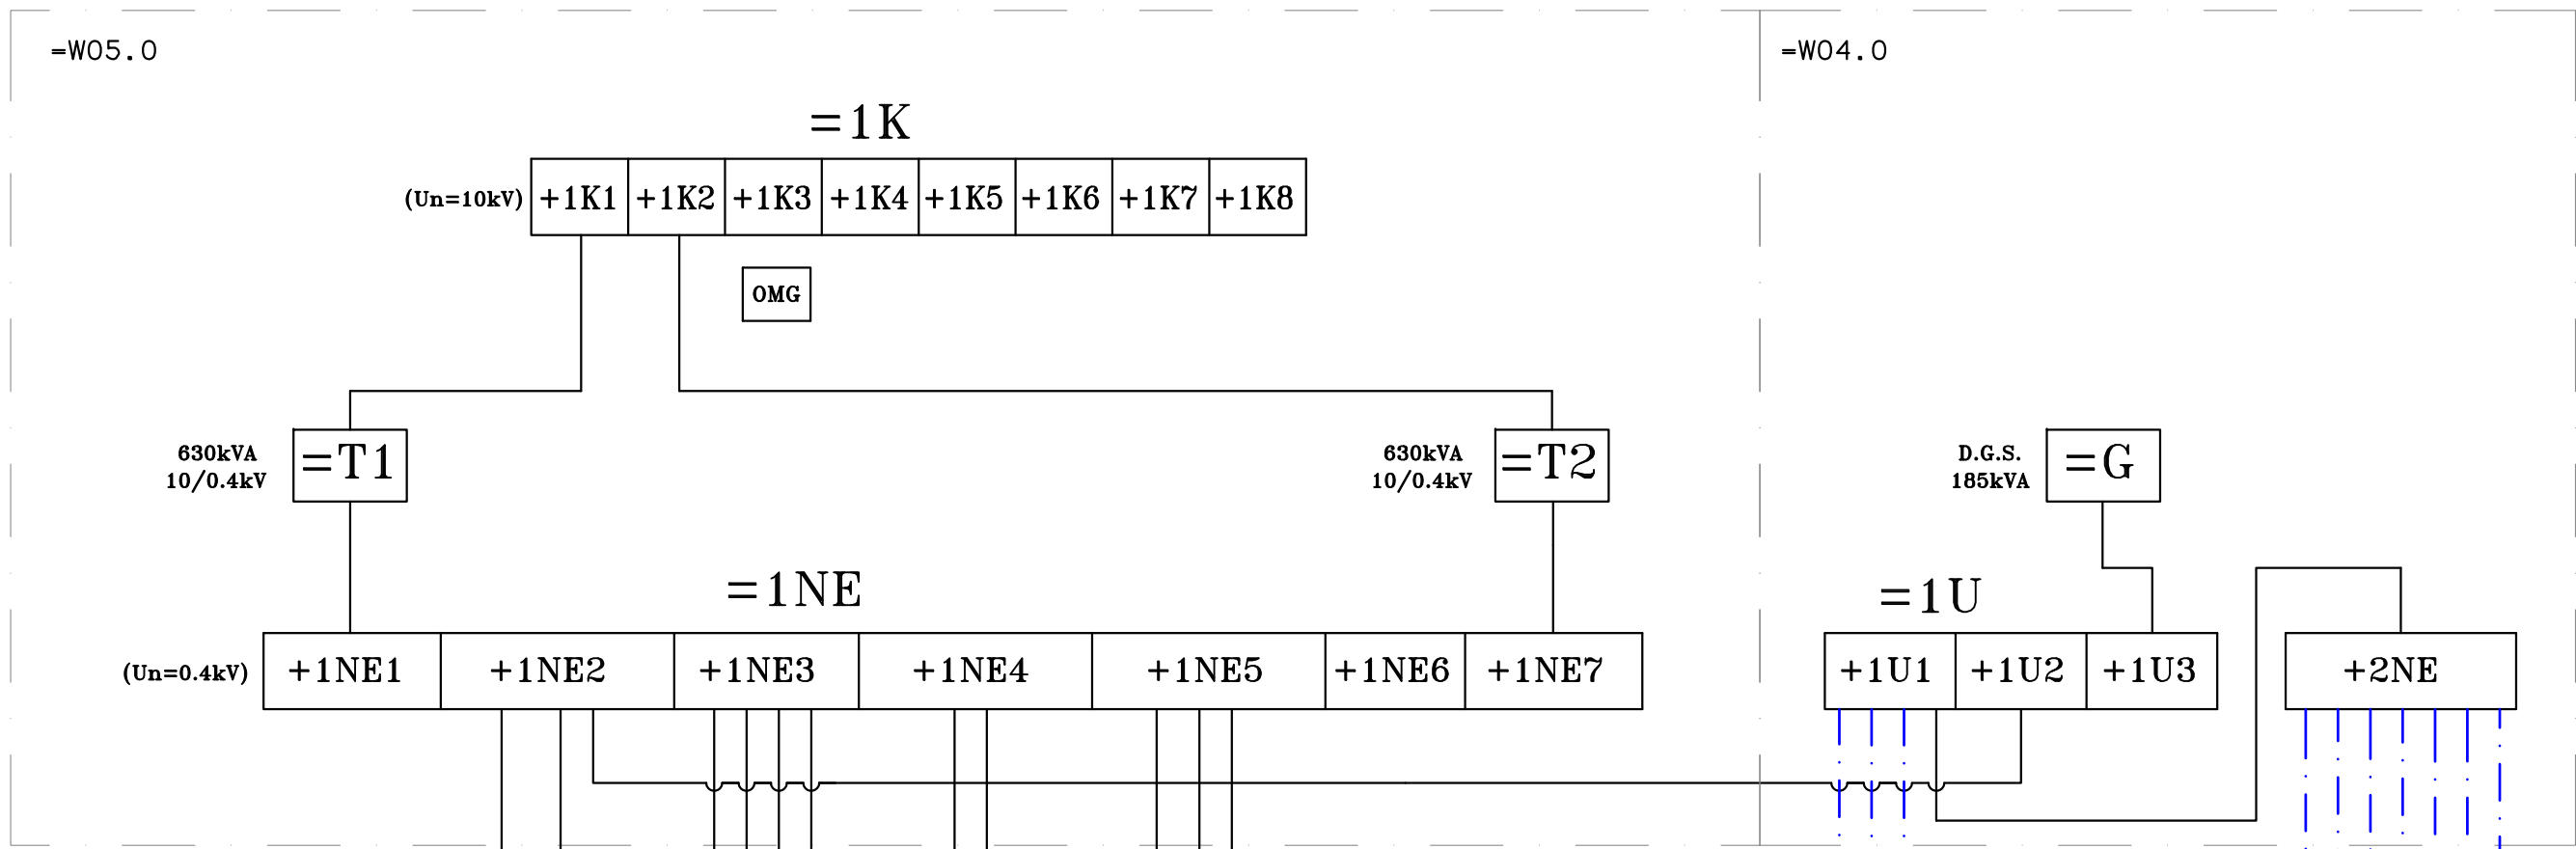 =W05.0
=W04.0
=1K
(Un=10kV) +1K1 +1K2 +1K3 +1K4 +1K5 +1K6 +1K7 +1K8
OMG
630kVA
10/0.4kV
=T1
630kVA
10/0.4kV
=T2
D.G.S.
185kVA
=G
=1NE
=1U
(Un=0.4kV) +1NE1 +1NE2 +1NE3 +1NE4 +1NE5 +1NE6 +1NE7
+1U1 +1U2 +1U3
+2NE